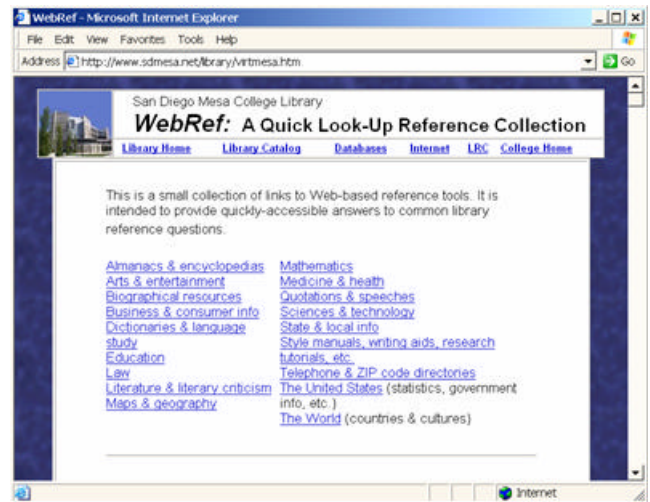 WebRef - Microsoft Internet Explorer
File Edit View Favorites Tools Help
Address http://www.sdmesa.net/library/virtmesa.htm Go
San Diego Mesa College Library
WebRef: A Quick Look-Up Reference Collection
Library Home Library Catalog Databases Internet LRC College Home
This is a small collection of links to Web-based reference tools. It is
intended to provide quickly-accessible answers to common library
reference questions.
Almanacs & encyclopedias
Arts & entertainment
Biographical resources
Business & consumer info
Dictionaries & language
study
Education
Law
Literature & literary criticism
Maps & geography
Mathematics
Medicine & health
Quotations & speeches
Sciences & technology
State & local info
Style manuals, writing aids, research
tutorials, etc.
Telephone & ZIP code directories
The United States (statistics, government
info, etc.)
The World (countries & cultures)
Internet